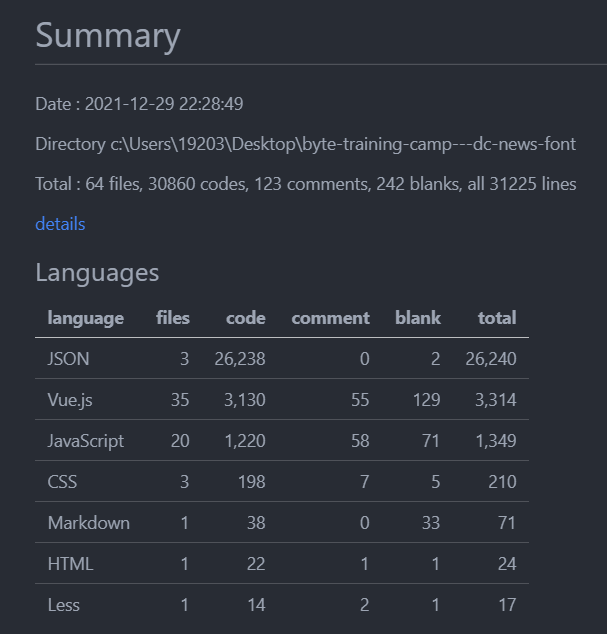 Summary
Date : 2021-12-29 22:28:49
Directory c:\Users\19203\Desktop\byte-training-camp---dc-news-font
Total : 64 files, 30860 codes, 123 comments, 242 blanks, all 31225 lines
details
Languages
language files code comment blank total
JSON 3 26,238 0 2 26,240
Vue.js 35 3,130 55 129 3,314
JavaScript 20 1,220 58 71 1,349
CSS 3 198 7 5 210
Markdown 1 38 0 33 71
HTML 1 22 1 1 24
Less 1 14 2 1 17